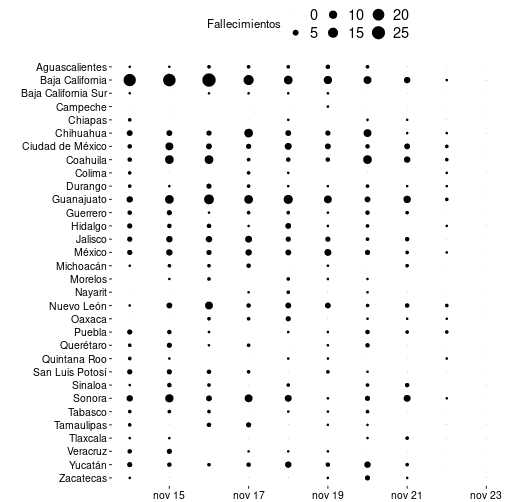 Fallecimientos
0 10 20
5 15 25
Aguascalientes
Baja California
Baja California Sur
Campeche
Chiapas
Chihuahua
Ciudad de México
Coahuila
Colima
Durango
Guanajuato
Guerrero
Hidalgo
Jalisco
México
Michoacán
Morelos
Nayarit
Nuevo León
Oaxaca
Puebla
Querétaro
Quintana Roo
San Luis Potosí
Sinaloa
Sonora
Tabasco
Tamaulipas
Tlaxcala
Veracruz
Yucatán
Zacatecas
nov 15 nov 17 nov 19 nov 21 nov 23